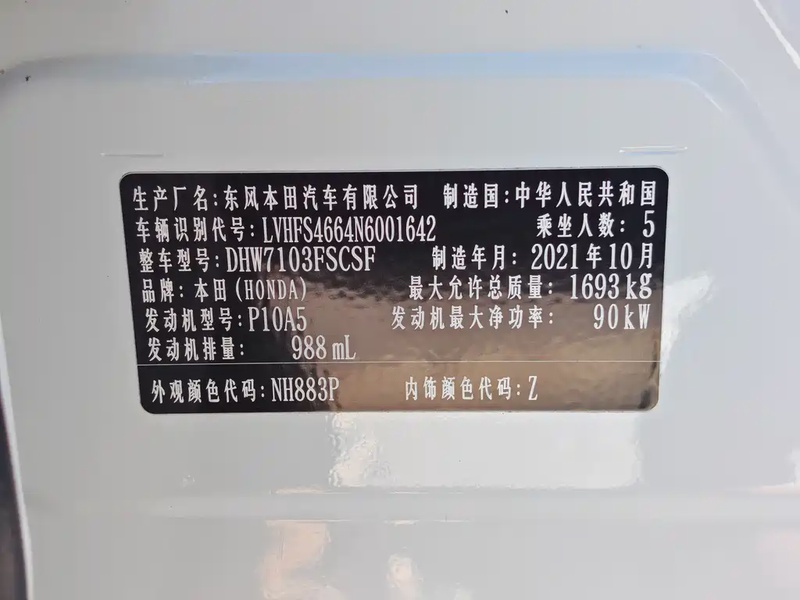 生产厂名:东风本田汽车有限公司 制造国:中华人民共和国
车辆识别代号:LVHFS4664N6001642 乘坐人数:5
整车型号:DHW7103FSCSF 制造年月:2021年10月
品牌:本田(HONDA) 最大允许总质量:1693kg
发动机型号:P10A5 发动机最大净功率:90kW
发动机排量: 988mL
外观颜色代码:NH883P 内饰颜色代码:Z